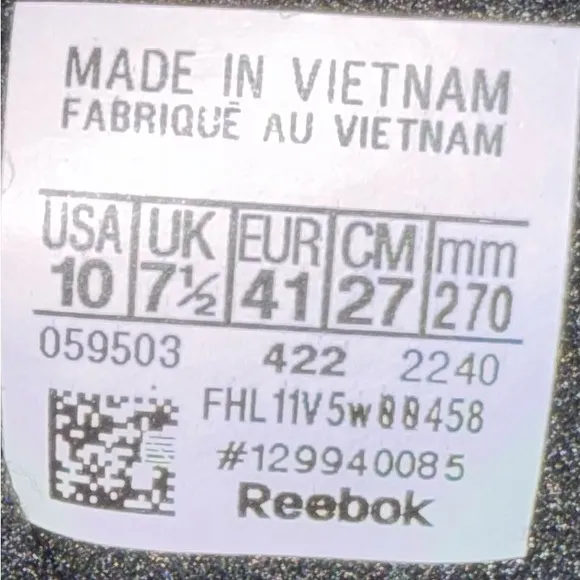 MADE IN VIETNAM
FABRIQUÉ AU VIETNAM
USA UK EUR CM mm
10 7½ 41 27 270
059503 422 2240
#129940085
Reebok